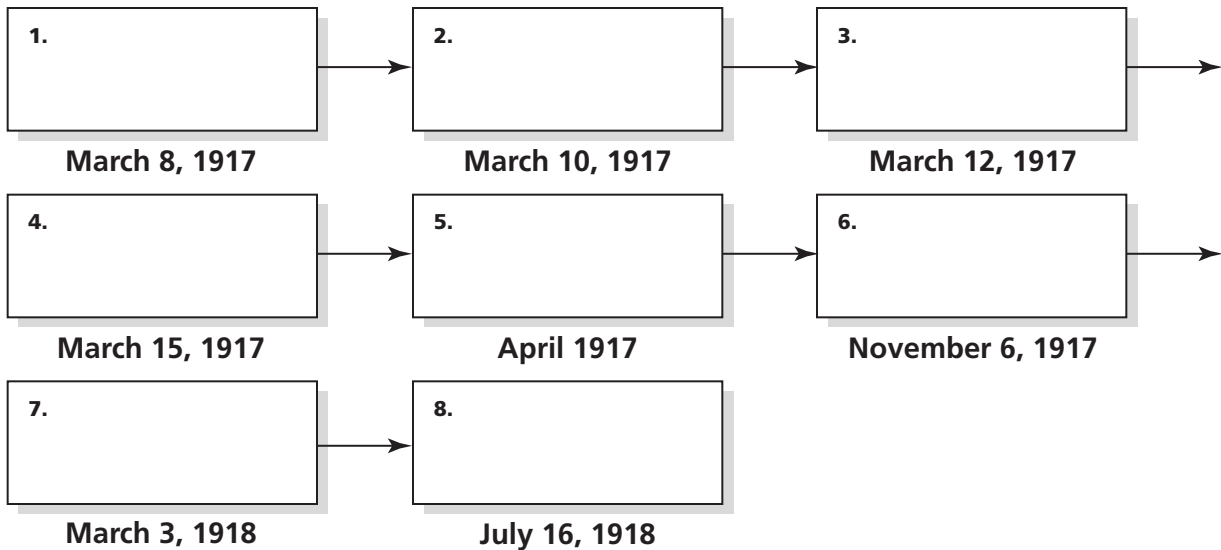 1. 2. 3.
March 8, 1917 March 10, 1917 March 12, 1917
4. 5. 6.
March 15, 1917 April 1917 November 6, 1917
7. 8.
March 3, 1918 July 16, 1918